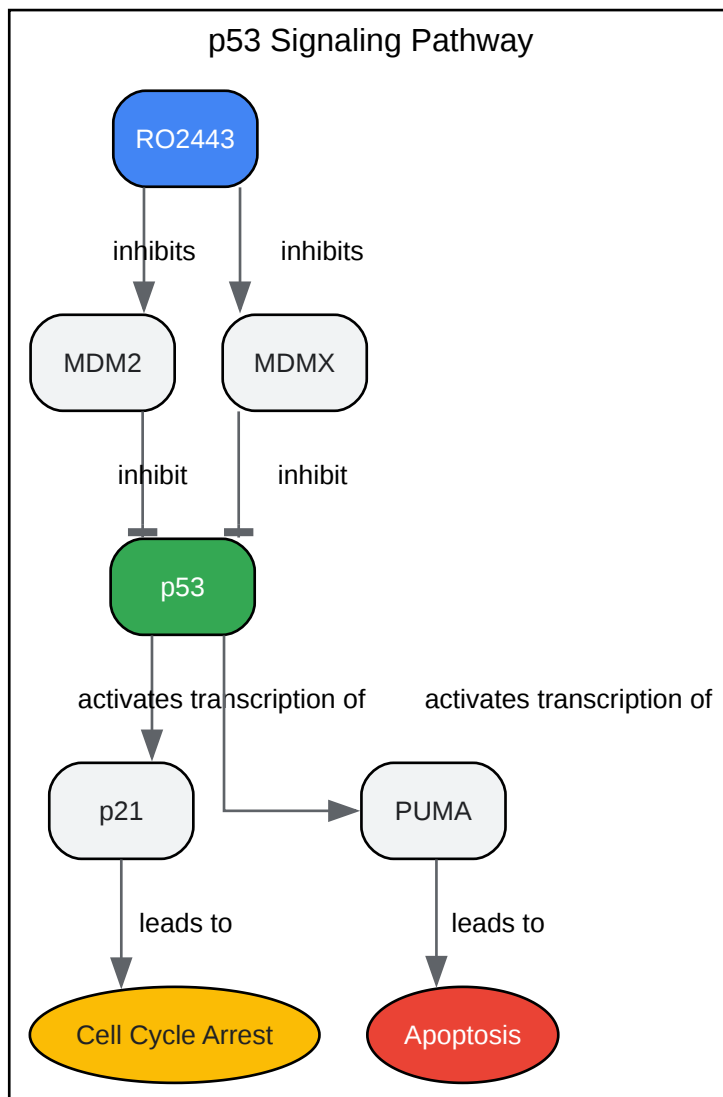 p53 Signaling Pathway
RO2443
inhibits
inhibits
MDM2
MDMX
inhibit
inhibit
p53
activates transcription of
activates transcription of
p21
PUMA
leads to
leads to
Cell Cycle Arrest
Apoptosis